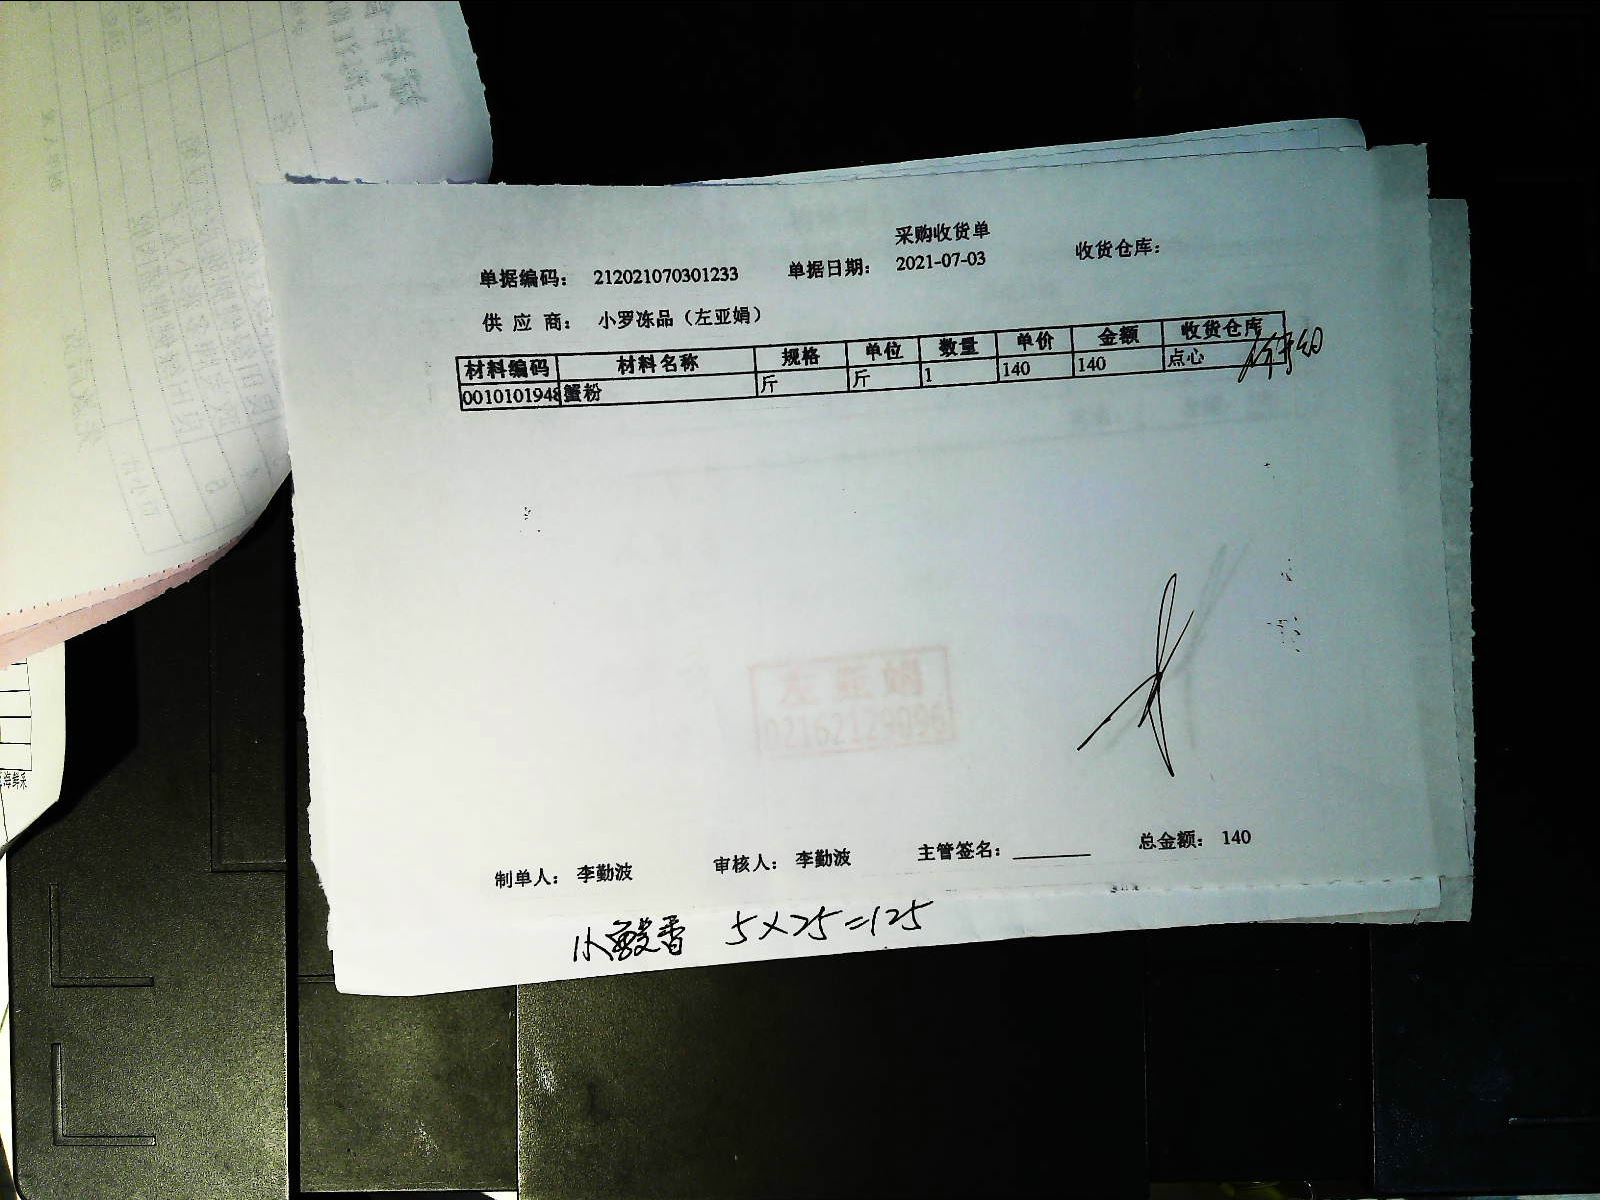 采购收货单
单据编码： 212021070301233 单据日期： 2021-07-03 收货仓库：
供 应 商： 小罗冻品（左亚娟）
材料编码 材料名称 规格 单位 数量 单价 金额 收货仓库
0010101948 蟹粉 斤 斤 1 140 140 点心
左亚娟
02162129096
制单人： 李勤波 审核人： 李勤波 主管签名： 总金额： 140
5×25=125
海鲜采